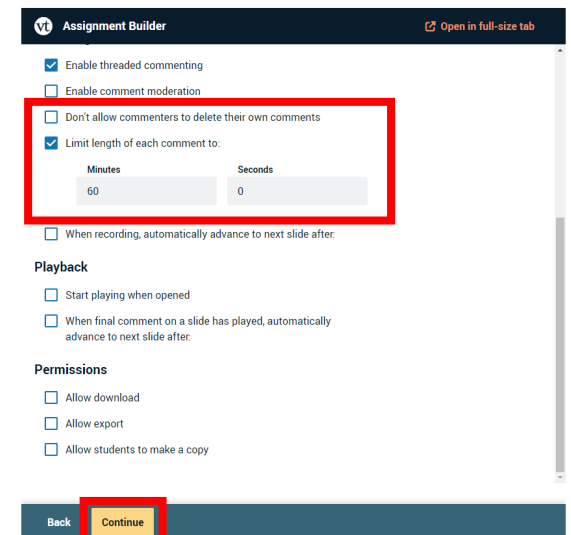 vt Assignment Builder Open in full-size tab
Enable threaded commenting
Enable comment moderation
Don't allow commenters to delete their own comments
Limit length of each comment to:
Minutes Seconds
60 0
When recording, automatically advance to next slide after:
Playback
Start playing when opened
When final comment on a slide has played, automatically
advance to next slide after:
Permissions
Allow download
Allow export
Allow students to make a copy
Back Continue